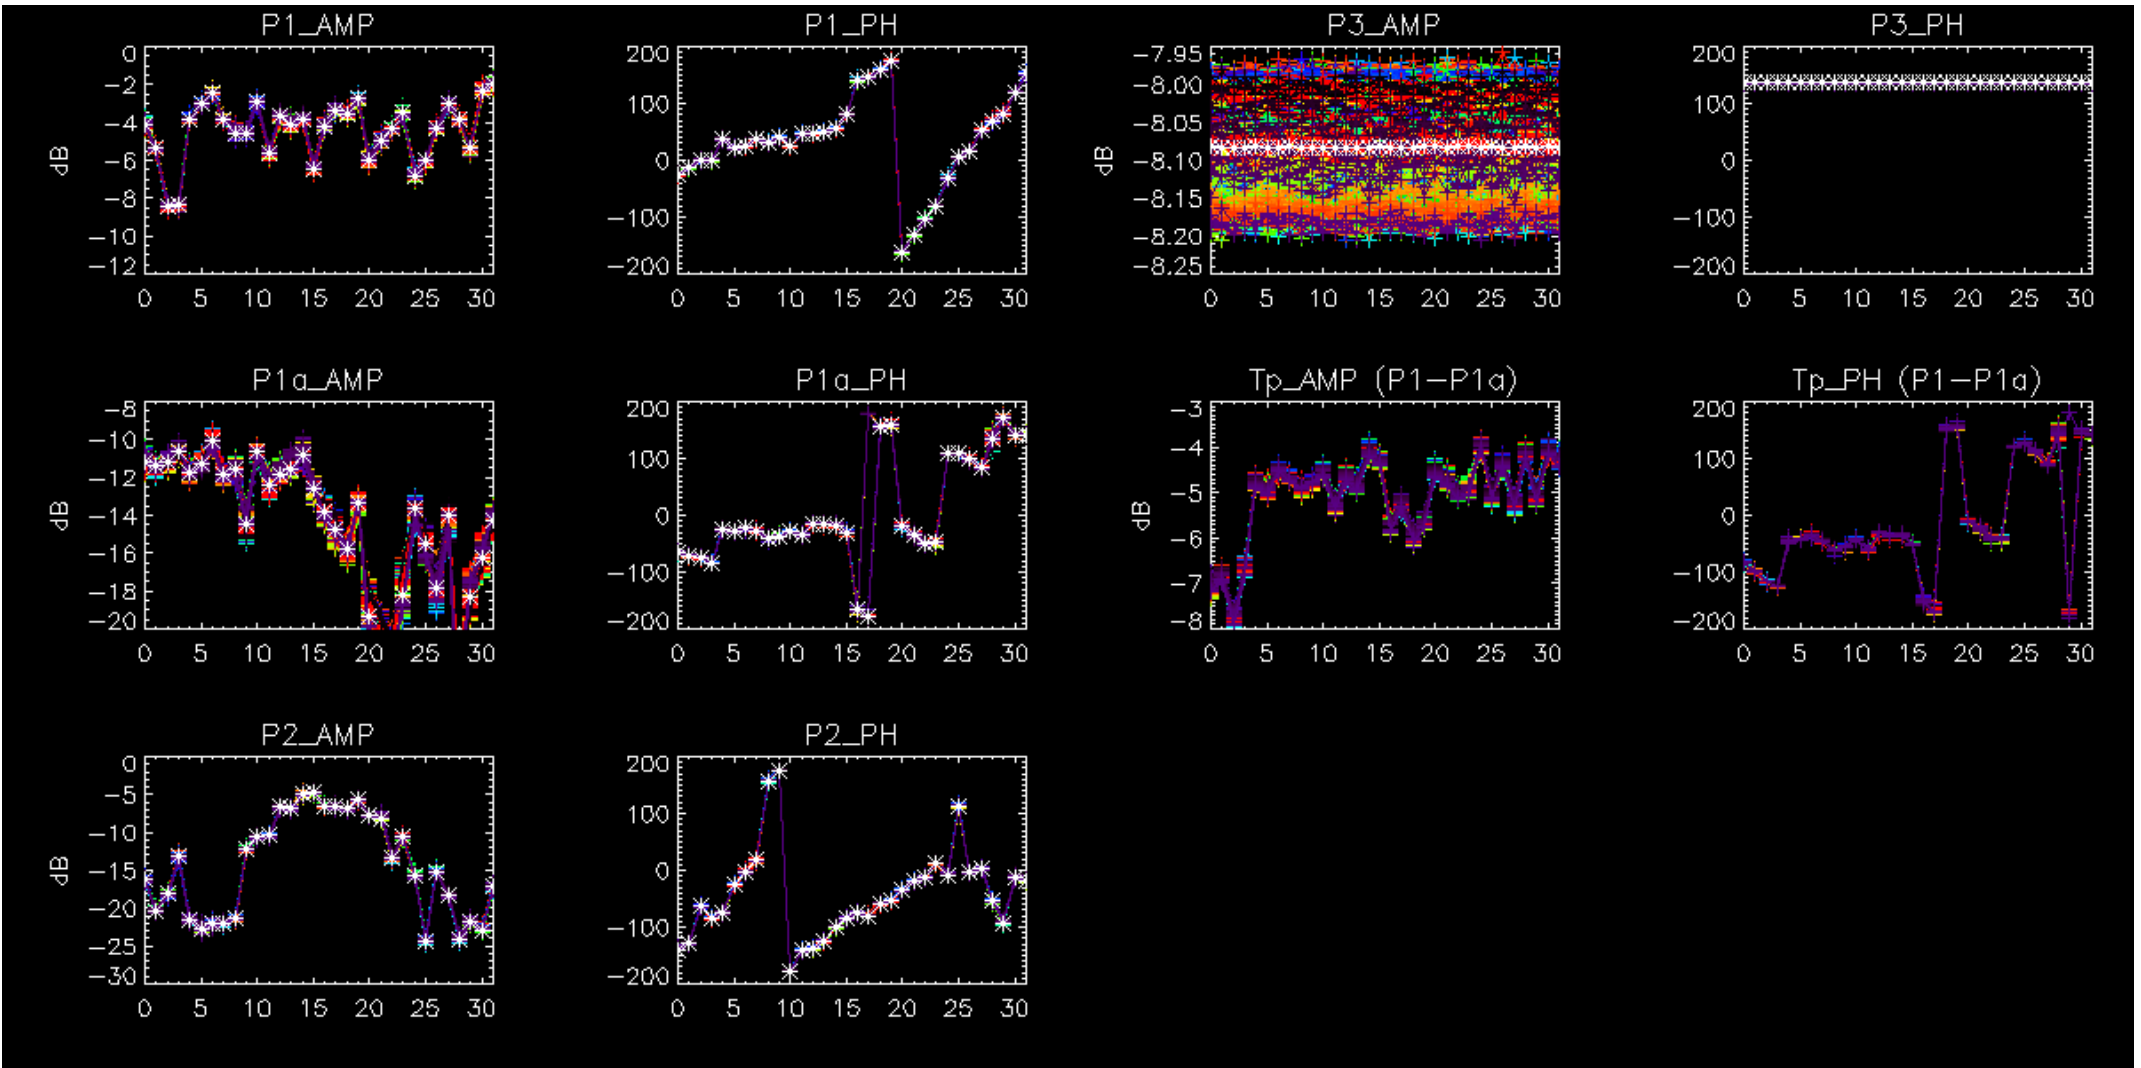 P1_AMP
dB
0
−2
−4
−6
−8
−10
−12
0 5 10 15 20 25 30
P1_PH
200
100
0
−100
−200
0 5 10 15 20 25 30
P3_AMP
dB
−7.95
−8.00
−8.05
−8.10
−8.15
−8.20
−8.25
0 5 10 15 20 25 30
P3_PH
200
100
0
−100
−200
0 5 10 15 20 25 30
P1a_AMP
dB
−8
−10
−12
−14
−16
−18
−20
0 5 10 15 20 25 30
P1a_PH
200
100
0
−100
−200
0 5 10 15 20 25 30
Tp_AMP (P1−P1a)
dB
−3
−4
−5
−6
−7
−8
0 5 10 15 20 25 30
Tp_PH (P1−P1a)
200
100
0
−100
−200
0 5 10 15 20 25 30
P2_AMP
dB
0
−5
−10
−15
−20
−25
−30
0 5 10 15 20 25 30
P2_PH
200
100
0
−100
−200
0 5 10 15 20 25 30